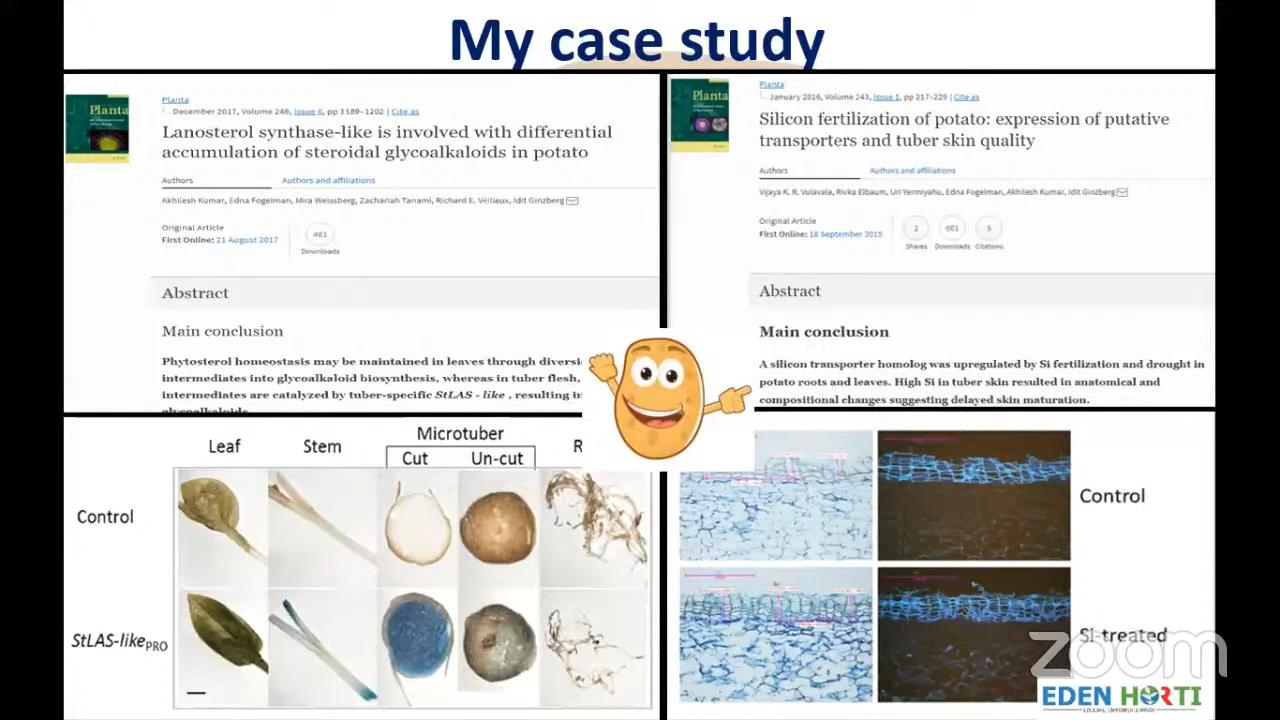 My case study
Planta
December 2017, Volume 246, Issue 6, pp 1189–1202 | Cite as
Lanosterol synthase-like is involved with differential
accumulation of steroidal glycoalkaloids in potato
Authors
Authors and affiliations
Akhilesh Kumar, Edna Fogelman, Mira Weissberg, Zachariah Tanami, Richard E. Veilleux, Idit Ginzberg
Original Article
First Online: 21 August 2017
481
Downloads
Abstract
Main conclusion
Phytosterol homeostasis may be maintained in leaves through diversi
intermediates into glycoalkaloid biosynthesis, whereas in tuber flesh,
intermediates are catalyzed by tuber-specific StLAS - like , resulting in
glycoalkaloids.
Planta
Planta
January 2016, Volume 243, Issue 1, pp 217–229 | Cite as
Silicon fertilization of potato: expression of putative
transporters and tuber skin quality
Authors
Authors and affiliations
Vijaya K. R. Vulavala, Rivka Elbaum, Uri Yermiyahu, Edna Fogelman, Akhilesh Kumar, Idit Ginzberg
Original Article
First Online: 18 September 2015
2
Shares
661
Downloads
5
Citations
Abstract
Main conclusion
A silicon transporter homolog was upregulated by Si fertilization and drought in
potato roots and leaves. High Si in tuber skin resulted in anatomical and
compositional changes suggesting delayed skin maturation.
Planta
Leaf
Stem
Microtuber
Cut
Un-cut
R
Control
StLAS-likePRO
Control
Si-treated
zoom
EDEN HORTI